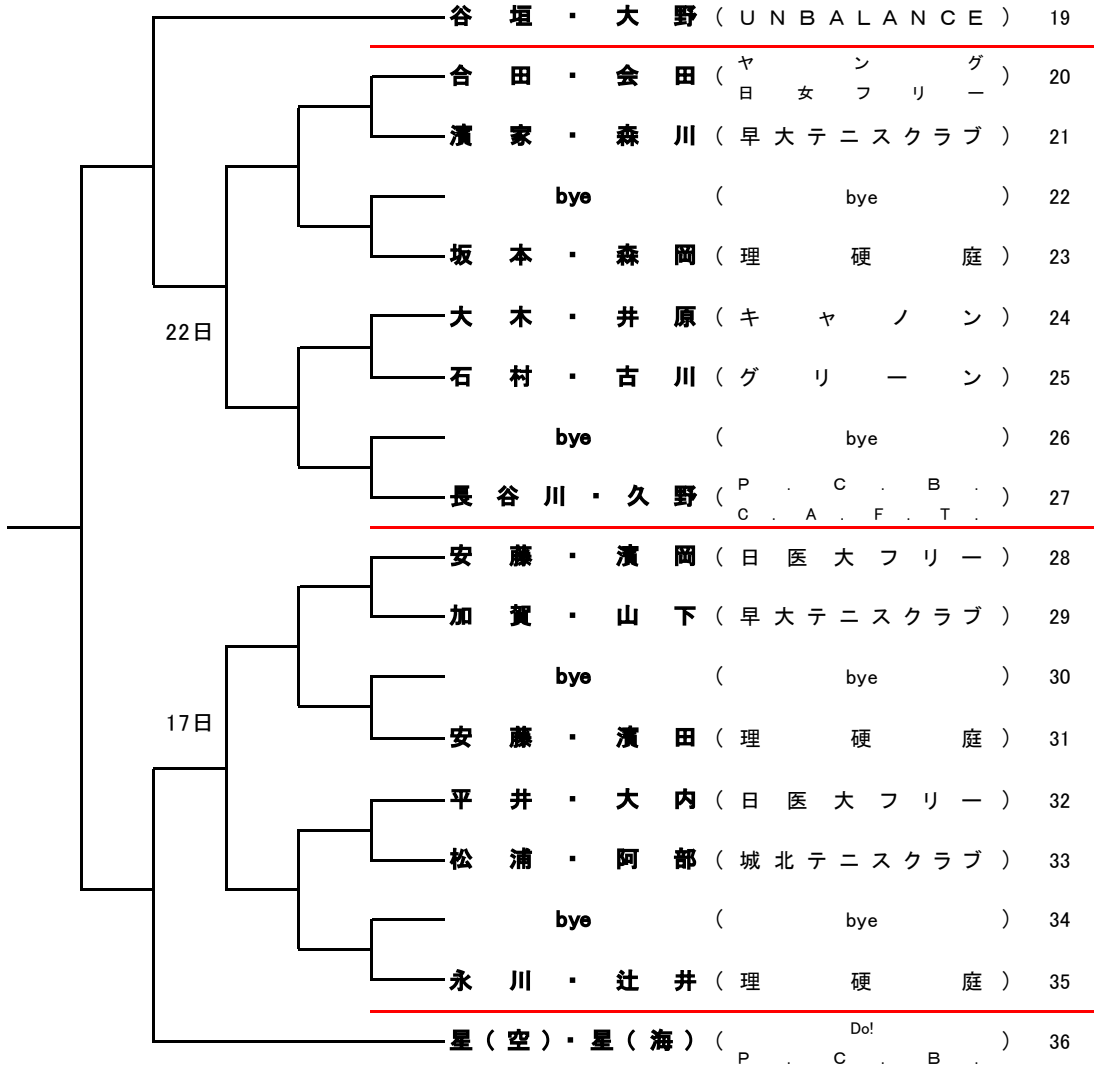 谷垣・大野(UNBALANCE) 19
合田・会田(ヤング 日女フリー) 20
濱家・森川(早大テニスクラブ) 21
bye(bye) 22
坂本・森岡(理硬庭) 23
大木・井原(キヤノン) 24
22日
石村・古川(グリーン) 25
bye(bye) 26
長谷川・久野(P.C.B. C.A.F.T.) 27
安藤・濱岡(日医大フリー) 28
加賀・山下(早大テニスクラブ) 29
bye(bye) 30
17日
安藤・濱田(理硬庭) 31
平井・大内(日医大フリー) 32
松浦・阿部(城北テニスクラブ) 33
bye(bye) 34
永川・辻井(理硬庭) 35
星(空)・星(海)(Do! P.C.B.) 36